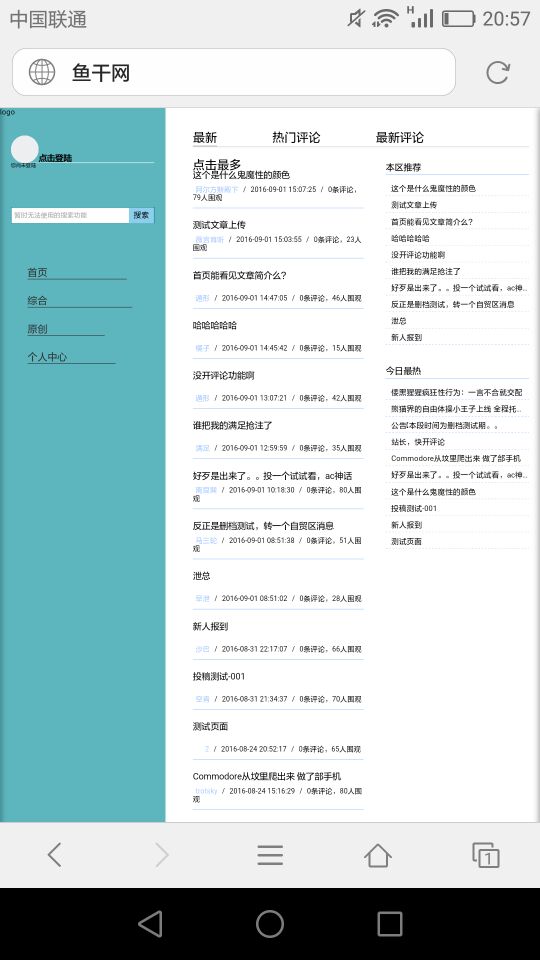 中国联通
H
20:57
鱼干网
logo
点击登陆
暂时无法使用的搜索功能
搜索
首页
综合
原创
个人中心
最新
热门评论
最新评论
点击最多
这个是什么鬼魔性的颜色
/ 2016-09-01 15:07:25 / 0条评论，
79人围观
测试文章上传
/ 2016-09-01 15:03:55 / 0条评论，23人
围观
首页能看见文章简介么？
/ 2016-09-01 14:47:05 / 0条评论，46人围观
哈哈哈哈哈
/ 2016-09-01 14:45:42 / 0条评论，15人围观
没开评论功能啊
/ 2016-09-01 13:07:21 / 0条评论，42人围观
谁把我的满足抢注了
满足 / 2016-09-01 12:59:59 / 0条评论，35人围观
好歹是出来了。。投一个试试看，ac神话
/ 2016-09-01 10:18:30 / 0条评论，80人围
观
反正是删档测试，转一个自贸区消息
/ 2016-09-01 08:51:38 / 0条评论，51人围
观
泄总
/ 2016-09-01 08:51:02 / 0条评论，28人围观
新人报到
/ 2016-08-31 22:17:07 / 0条评论，66人围观
投稿测试-001
/ 2016-08-31 21:34:37 / 0条评论，70人围观
测试页面
z / 2016-08-24 20:52:17 / 0条评论，65人围观
Commodore从坟里爬出来 做了部手机
trotsky / 2016-08-24 15:16:29 / 0条评论，80人围
观
本区推荐
这个是什么鬼魔性的颜色
测试文章上传
首页能看见文章简介么？
哈哈哈哈哈
没开评论功能啊
谁把我的满足抢注了
好歹是出来了。。投一个试试看，ac神...
反正是删档测试，转一个自贸区消息
泄总
新人报到
今日最热
倭黑猩猩疯狂性行为：一言不合就交配
熊猫界的自由体操小王子上线 全程托...
公告(本段时间为删档测试期。。
站长，快开评论
Commodore从坟里爬出来 做了部手机
好歹是出来了。。投一个试试看，ac神...
这个是什么鬼魔性的颜色
投稿测试-001
新人报到
测试页面
1